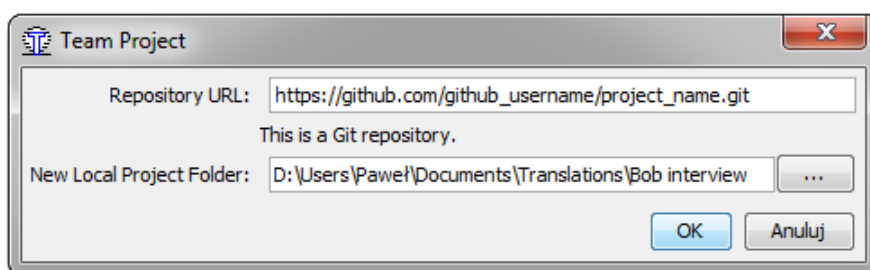 Team Project
Repository URL: https://github.com/github_username/project_name.git
This is a Git repository.
New Local Project Folder: D:\Users\Paweł\Documents\Translations\Bob interview ...
OK Anuluj